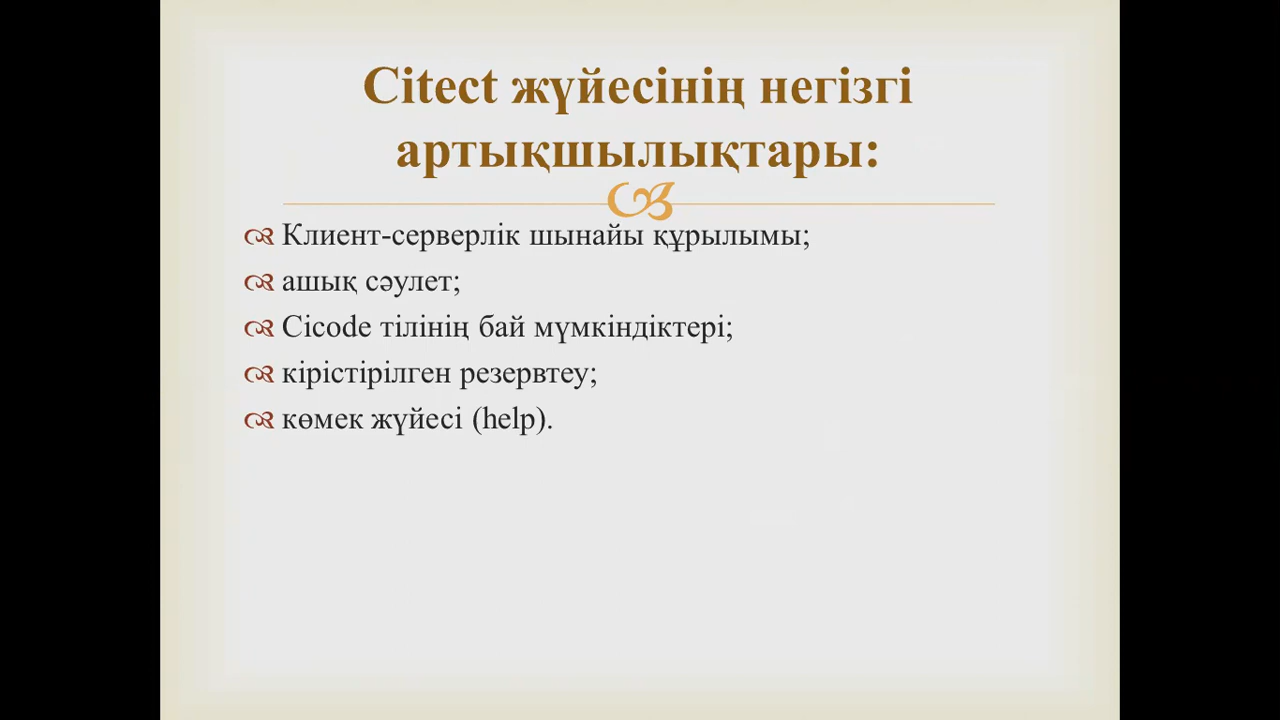 Citect жүйесінің негізгі
артықшылықтары:
Клиент-серверлік шынайы құрылымы;
ашық сәулет;
Cicode тілінің бай мүмкіндіктері;
кірістірілген резервтеу;
көмек жүйесі (help).